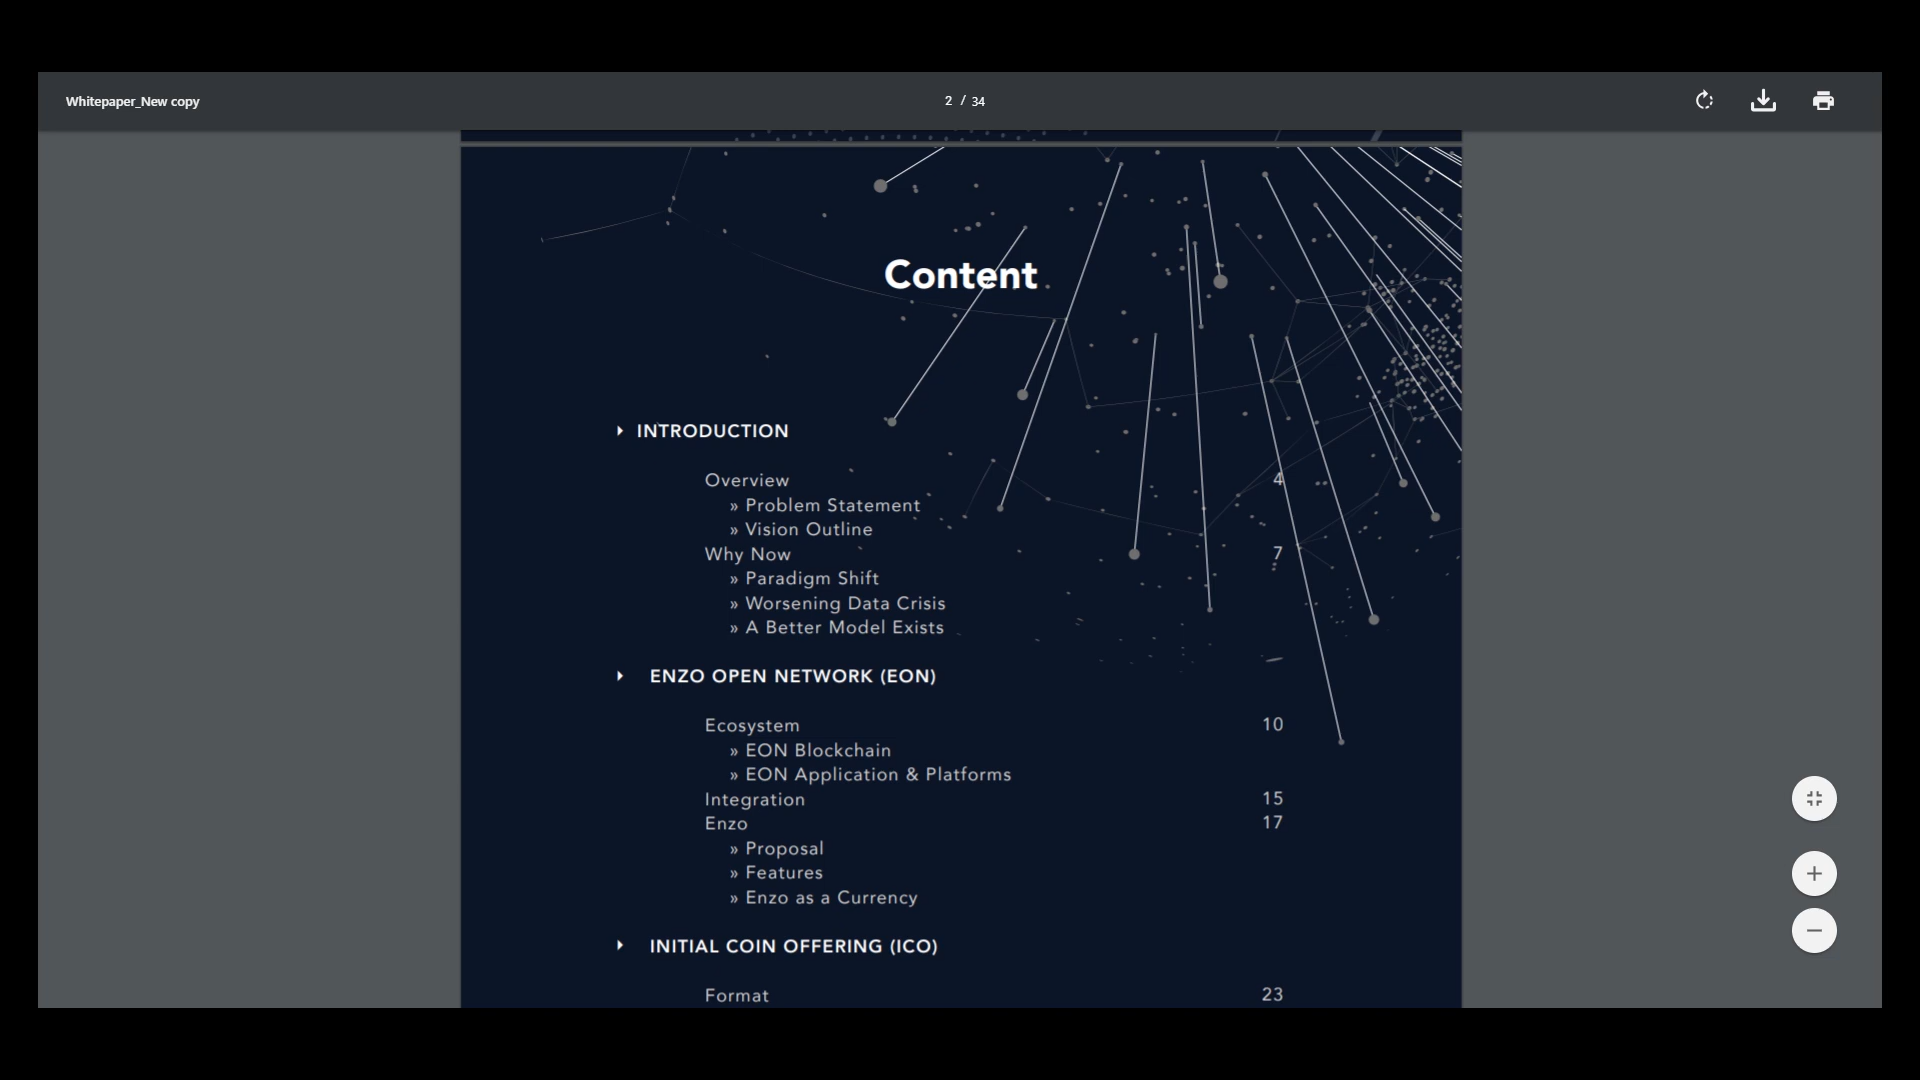 Whitepaper_New copy
2 / 34
Content
INTRODUCTION
Overview 4
» Problem Statement
» Vision Outline
Why Now 7
» Paradigm Shift
» Worsening Data Crisis
» A Better Model Exists
ENZO OPEN NETWORK (EON)
Ecosystem 10
» EON Blockchain
» EON Application & Platforms
Integration 15
Enzo 17
» Proposal
» Features
» Enzo as a Currency
INITIAL COIN OFFERING (ICO)
Format 23